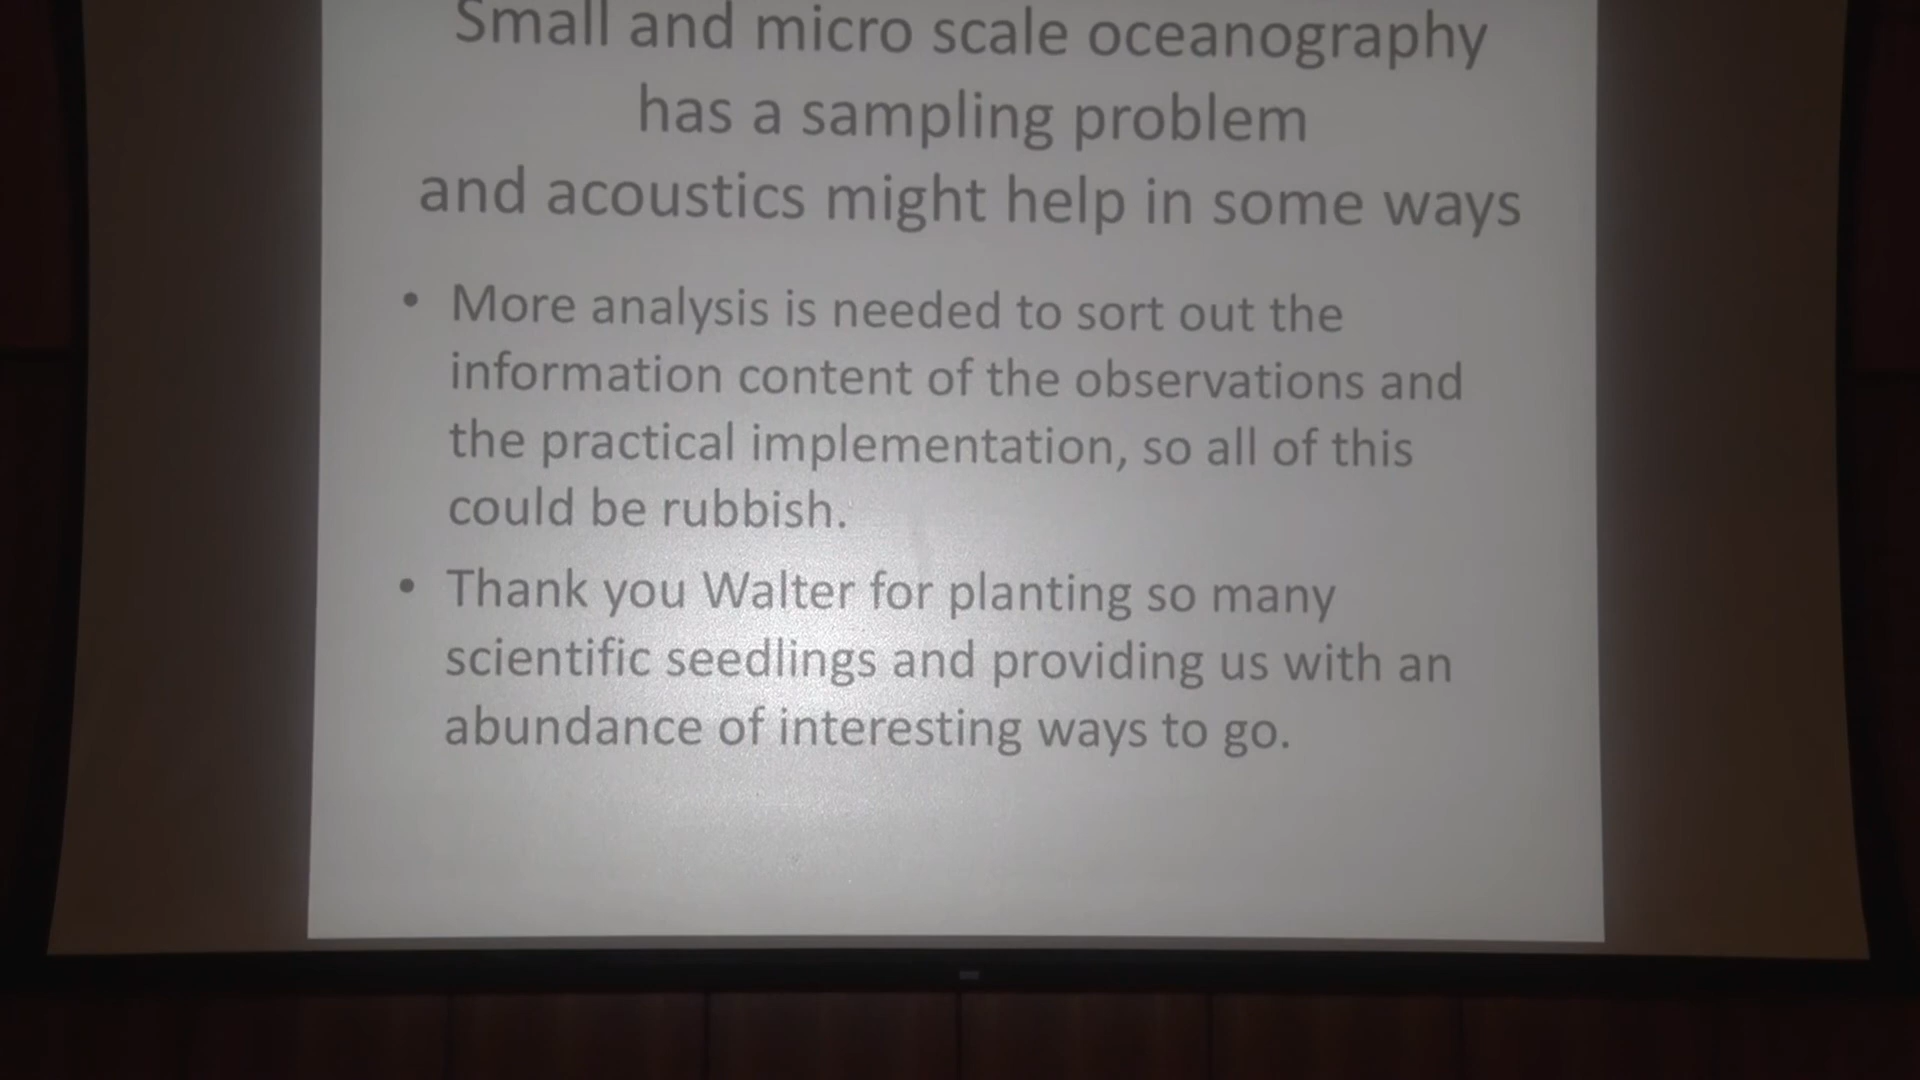 Small and micro scale oceanography
has a sampling problem
and acoustics might help in some ways
• More analysis is needed to sort out the
information content of the observations and
the practical implementation, so all of this
could be rubbish.
• Thank you Walter for planting so many
scientific seedlings and providing us with an
abundance of interesting ways to go.